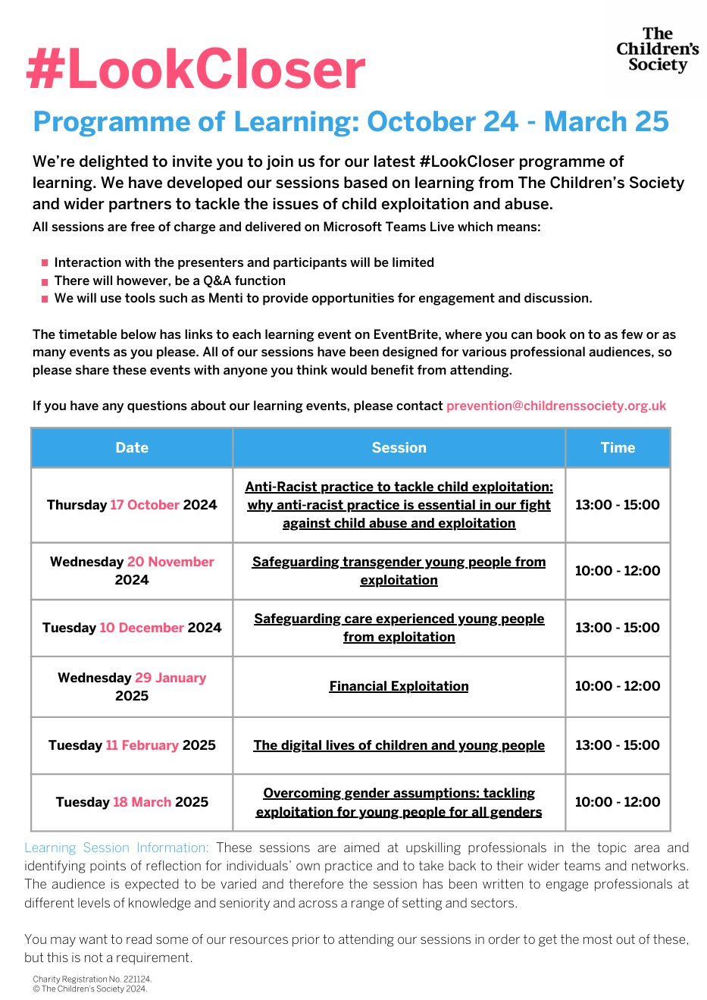 The
Children's
Society
#LookCloser
Programme of Learning: October 24 - March 25
We're delighted to invite you to join us for our latest #LookCloser programme of
learning. We have developed our sessions based on learning from The Children's Society
and wider partners to tackle the issues of child exploitation and abuse.
All sessions are free of charge and delivered on Microsoft Teams Live which means:
Interaction with the presenters and participants will be limited
There will however, be a Q&A function
We will use tools such as Menti to provide opportunities for engagement and discussion.
The timetable below has links to each learning event on EventBrite, where you can book on to as few or as
many events as you please. All of our sessions have been designed for various professional audiences, so
please share these events with anyone you think would benefit from attending.
If you have any questions about our learning events, please contact prevention@childrenssociety.org.uk
Date Session Time
Thursday 17 October 2024
Anti-Racist practice to tackle child exploitation:
why anti-racist practice is essential in our fight
against child abuse and exploitation
13:00 - 15:00
Wednesday 20 November
2024
Safeguarding transgender young people from
exploitation
10:00 - 12:00
Tuesday 10 December 2024
Safeguarding care experienced young people
from exploitation
13:00 - 15:00
Wednesday 29 January
2025
Financial Exploitation
10:00 - 12:00
Tuesday 11 February 2025
The digital lives of children and young people
13:00 - 15:00
Tuesday 18 March 2025
Overcoming gender assumptions: tackling
exploitation for young people for all genders
10:00 - 12:00
Learning Session Information: These sessions are aimed at upskilling professionals in the topic area and
identifying points of reflection for individuals' own practice and to take back to their wider teams and networks.
The audience is expected to be varied and therefore the session has been written to engage professionals at
different levels of knowledge and seniority and across a range of setting and sectors.
You may want to read some of our resources prior to attending our sessions in order to get the most out of these,
but this is not a requirement.
Charity Registration No. 221124.
© The Children's Society 2024.